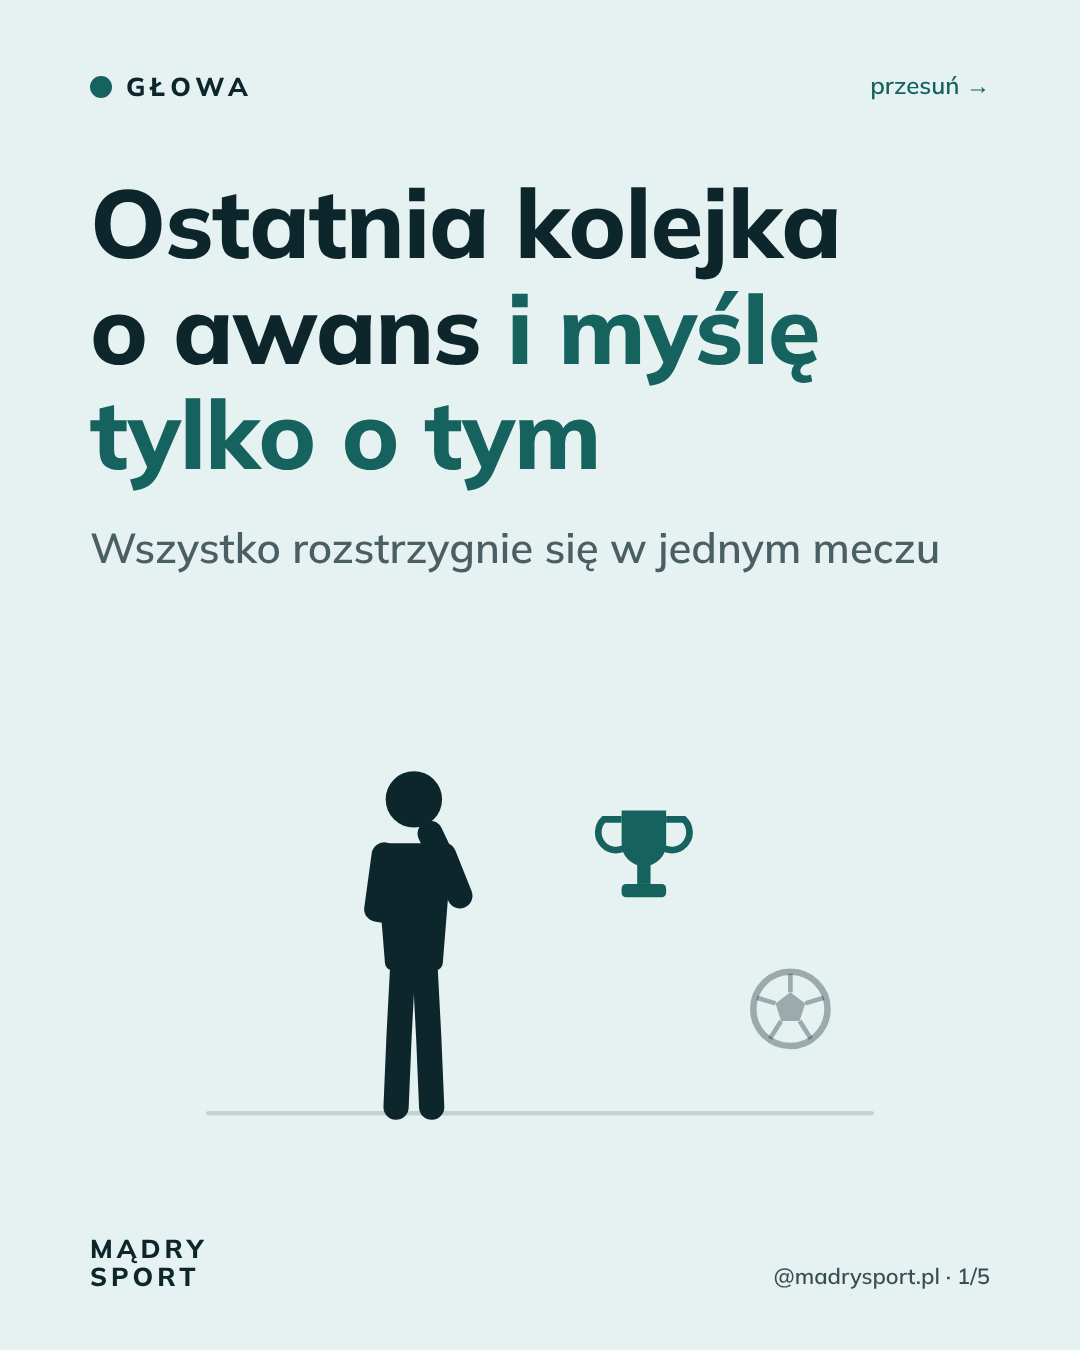 GŁOWA
przesuń →
Ostatnia kolejka
o awans i myślę
tylko o tym
Wszystko rozstrzygnie się w jednym meczu
MĄDRY
SPORT
@madrysport.pl · 1/5